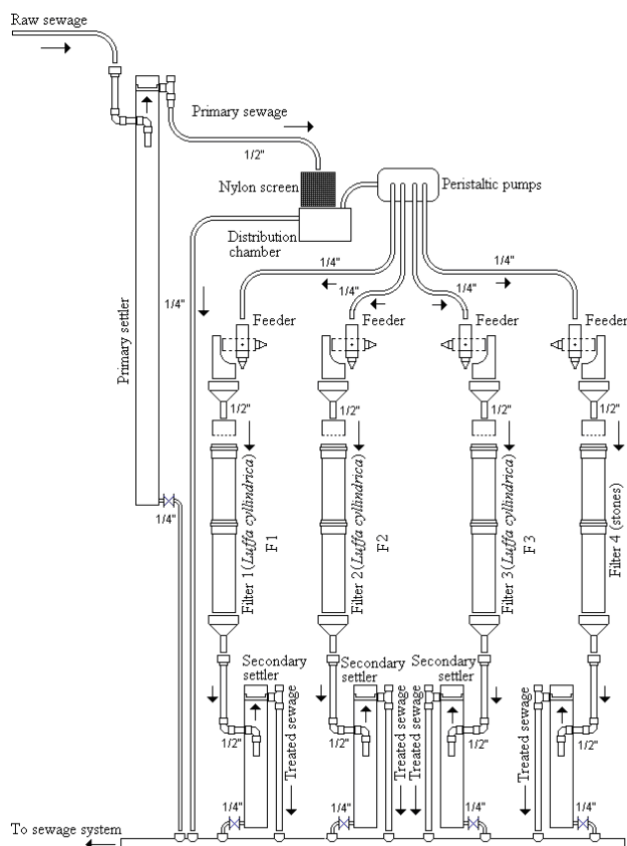 Raw sewage
Primary sewage
1/2"
Nylon screen
Peristaltic pumps
Distribution
chamber
1/4"
1/4"
1/4"
1/4"
1/4"
Primary settler
Feeder
Feeder
Feeder
Feeder
1/2"
1/2"
1/2"
1/2"
Filter 1 (Luffa cyllindrica)
F1
Filter 2 (Luffa cyllindrica)
F2
Filter 3 (Luffa cyllindrica)
F 3
Filter 4 (stones)
1/4"
Secondary
settler
Secondary
settler
Secondary
settler
1/2"
1/2"
1/2"
1/2"
Treated sewage
Treated sewage
Treated sewage
Treated sewage
1/4"
1/4"
1/4"
1/4"
To sewage system